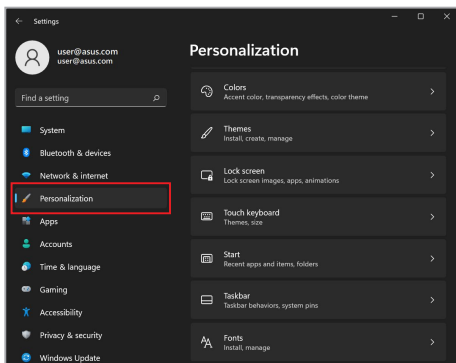 Settings
user@asus.com
user@asus.com
Find a setting
System
Bluetooth & devices
Network & internet
Personalization
Apps
Accounts
Time & language
Gaming
Accessibility
Privacy & security
Windows Update
Personalization
Colors
Accent color, transparency effects, color theme
Themes
Install, create, manage
Lock screen
Lock screen images, apps, animations
Touch keyboard
Themes, size
Start
Recent apps and items, folders
Taskbar
Taskbar behaviors, system pins
Fonts
Install, manage